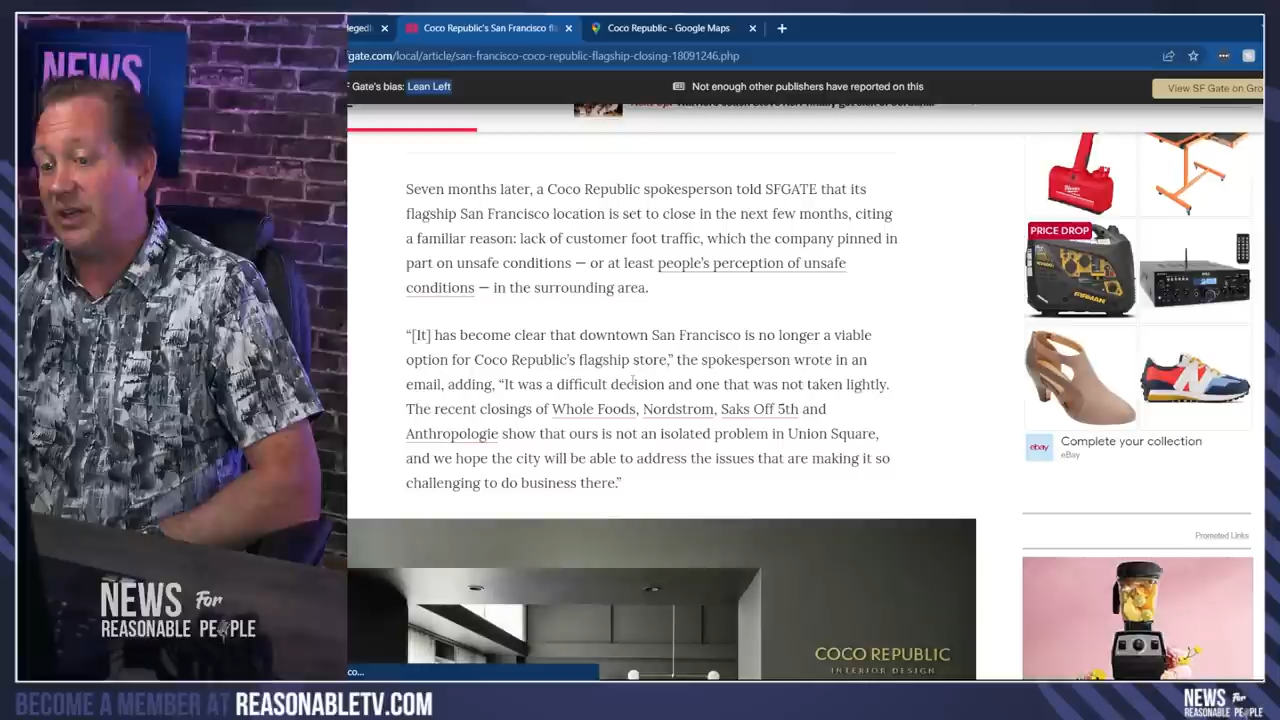 NEWS
Coco Republic's San Francisco fl
Coco Republic - Google Maps
fgate.com/local/article/san-francisco-coco-republic-flagship-closing-18091246.php
F Gate's bias: Lean Left
Not enough other publishers have reported on this
View SF Gate on Gro
Seven months later, a Coco Republic spokesperson told SFGATE that its
flagship San Francisco location is set to close in the next few months, citing
a familiar reason: lack of customer foot traffic, which the company pinned in
part on unsafe conditions — or at least people's perception of unsafe
conditions — in the surrounding area.
“[It] has become clear that downtown San Francisco is no longer a viable
option for Coco Republic’s flagship store,” the spokesperson wrote in an
email, adding, “It was a difficult decision and one that was not taken lightly.
The recent closings of Whole Foods, Nordstrom, Saks Off 5th and
Anthropologie show that ours is not an isolated problem in Union Square,
and we hope the city will be able to address the issues that are making it so
challenging to do business there.”
PRICE DROP
FIRMAN
ebay
Complete your collection
eBay
Promoted Links
COCO REPUBLIC
INTERIOR DESIGN
co...
NEWS For
REASONABLE PEOPLE
BECOME A MEMBER AT REASONABLETV.COM
NEWS For
REASONABLE PEOPLE